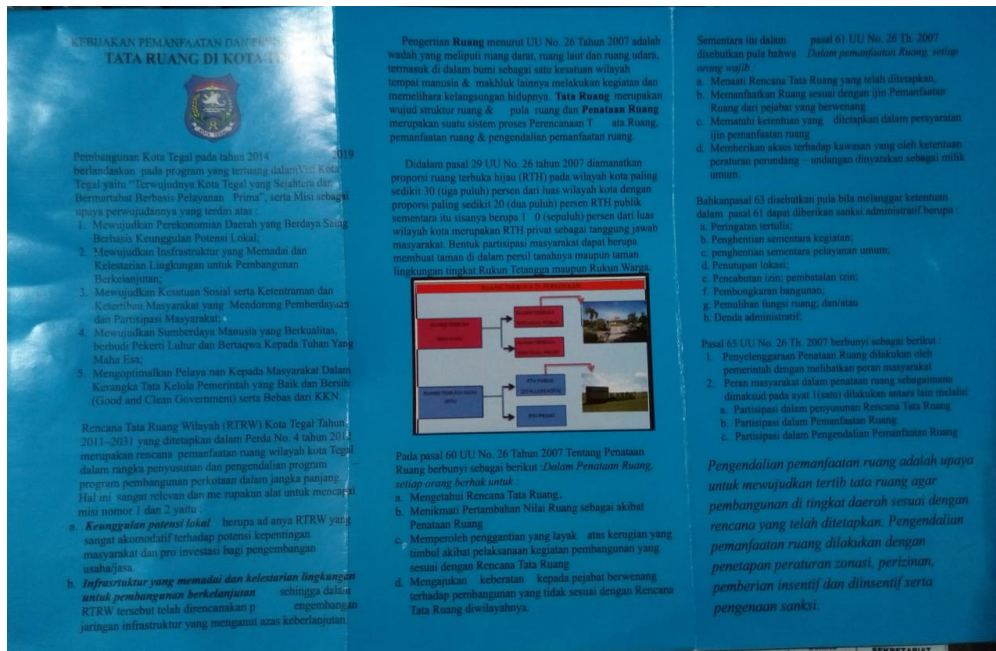 KEBIJAKAN PEMANFAATAN DAN
TATA RUANG DI KOTA
Pembangunan Kota Tegal pada tahun 2014 2019
berlandaskan pada program yang tertuang dalamVisi Kota
Tegal yaitu “Terwujudnya Kota Tegal yang Sejahtera dan
Bermartabat Berbasis Pelayanan Prima”, serta Misi sebagai
upaya perwujudannya yang terdiri atas :
1. Mewujudkan Perekonomian Daerah yang Berdaya Saing
Berbasis Keunggulan Potensi Lokal;
2. Mewujudkan Insfrastruktur yang Memadai dan
Kelestarian Lingkungan untuk Pembangunan
Berkelanjutan;
3. Mewujudkan Kesatuan Sosial serta Ketentraman dan
Ketertiban Masyarakat yang Mendorong Pemberdayaan
dan Partisipasi Masyarakat;
4. Mewujudkan Sumberdaya Manusia yang Berkualitas,
berbudi Pekerti Luhur dan Bertaqwa Kepada Tuhan Yang
Maha Esa;
5. Mengoptimalkan Pelaya nan Kepada Masyarakat Dalam
Kerangka Tata Kelola Pemerintah yang Baik dan Bersih
(Good and Clean Government) serta Bebas dari KKN.
Rencana Tata Ruang Wilayah (RTRW) Kota Tegal Tahun
2011–2031 yang ditetapkan dalam Perda No. 4 tahun 2012
merupakan rencana pemanfaatan ruang wilayah kota Tegal
dalam rangka penyusunan dan pengendalian program
program pembangunan perkotaan dalam jangka panjang.
Hal ini sangat relevan dan me rupakan alat untuk mencapai
misi nomor 1 dan 2 yaitu :
a. Keunggulan potensi lokal berupa ad anya RTRW yang
sangat akomodatif terhadap potensi kepentingan
masyarakat dan pro investasi bagi pengembangan
usaha/jasa.
b. Infrasrtuktur yang memadai dan kelestarian lingkungan
untuk pembangunan berkelanjutan sehingga dalam
RTRW tersebut telah direncanakan p engembangan
jaringan infrastruktur yang menganut azas keberlanjutan.
Pengertian Ruang menurut UU No. 26 Tahun 2007 adalah
wadah yang meliputi ruang darat, ruang laut dan ruang udara,
termasuk di dalam bumi sebagai satu kesatuan wilayah
tempat manusia & makhluk lainnya melakukan kegiatan dan
memelihara kelangsungan hidupnya. Tata Ruang merupakan
wujud struktur ruang & pola ruang dan Penataan Ruang
merupakan suatu sistem proses Perencanaan T ata Ruang,
pemanfaatan ruang & pengendalian pemanfaatan ruang.
Didalam pasal 29 UU No. 26 tahun 2007 diamanatkan
proporsi ruang terbuka hijau (RTH) pada wilayah kota paling
sedikit 30 (tiga puluh) persen dari luas wilayah kota dengan
proporsi paling sedikit 20 (dua puluh) persen RTH publik
sementara itu sisanya berupa 1 0 (sepuluh) persen dari luas
wilayah kota merupakan RTH privat sebagai tanggung jawab
masyarakat. Bentuk partisipasi masyarakat dapat berupa
membuat taman di dalam persil tanahnya maupun taman
lingkungan tingkat Rukun Tetangga maupun Rukun Warga.
RUANG TERBUKA DI PERKOTAAN
RTH PUBLIK
RTH PRIVAT
Pada pasal 60 UU No. 26 Tahun 2007 Tentang Penataan
Ruang berbunyi sebagai berikut :Dalam Penataan Ruang,
setiap orang berhak untuk :
a. Mengetahui Rencana Tata Ruang,
b. Menikmati Pertambahan Nilai Ruang sebagai akibat
Penataan Ruang
c. Memperoleh penggantian yang layak atas kerugian yang
timbul akibat pelaksanaan kegiatan pembangunan yang
sesuai dengan Rencana Tata Ruang
d. Mengajukan keberatan kepada pejabat berwenang
terhadap pembangunan yang tidak sesuai dengan Rencana
Tata Ruang diwilayahnya.
Sementara itu dalam pasal 61 UU No. 26 Th. 2007
disebutkan pula bahwa Dalam pemanfaatan Ruang, setiap
orang wajib :
a. Menaati Rencana Tata Ruang yang telah ditetapkan,
b. Memanfaatkan Ruang sesuai dengan ijin Pemanfaatan
Ruang dari pejabat yang berwenang
c. Mematuhi ketentuan yang ditetapkan dalam persyaratan
ijin pemanfaatan ruang
d. Memberikan akses terhadap kawasan yang oleh ketentuan
peraturan perundang – undangan dinyatakan sebagai milik
umum.
Bahkanpasal 63 disebutkan pula bila melanggar ketentuan
dalam pasal 61 dapat diberikan sanksi administratif berupa :
a. Peringatan tertulis;
b. Penghentian sementara kegiatan;
c. penghentian sementara pelayanan umum;
d. Penutupan lokasi;
e. Pencabutan izin; pembatalan izin;
f. Pembongkaran bangunan;
g. Pemulihan fungsi ruang; dan/atau
h. Denda administratif;
Pasal 65 UU No. 26 Th. 2007 berbunyi sebagai berikut :
1. Penyelenggaraan Penataan Ruang dilakukan oleh
pemerintah dengan melibatkan peran masyarakat
2. Peran masyarakat dalam penataan ruang sebagaimana
dimaksud pada ayat 1(satu) dilakukan antara lain melalui
a. Partisipasi dalam penyusunan Rencana Tata Ruang
b. Partisipasi dalam Pemanfaatan Ruang
c. Partisipasi dalam Pengendalian Pemanfaatan Ruang
Pengendalian pemanfaatan ruang adalah upaya
untuk mewujudkan tertib tata ruang agar
pembangunan di tingkat daerah sesuai dengan
rencana yang telah ditetapkan. Pengendalian
pemanfaatan ruang dilakukan dengan
penetapan peraturan zonasi, perizinan,
pemberian insentif dan diinsentif serta
pengenaan sanksi.
SEKRETARIAT